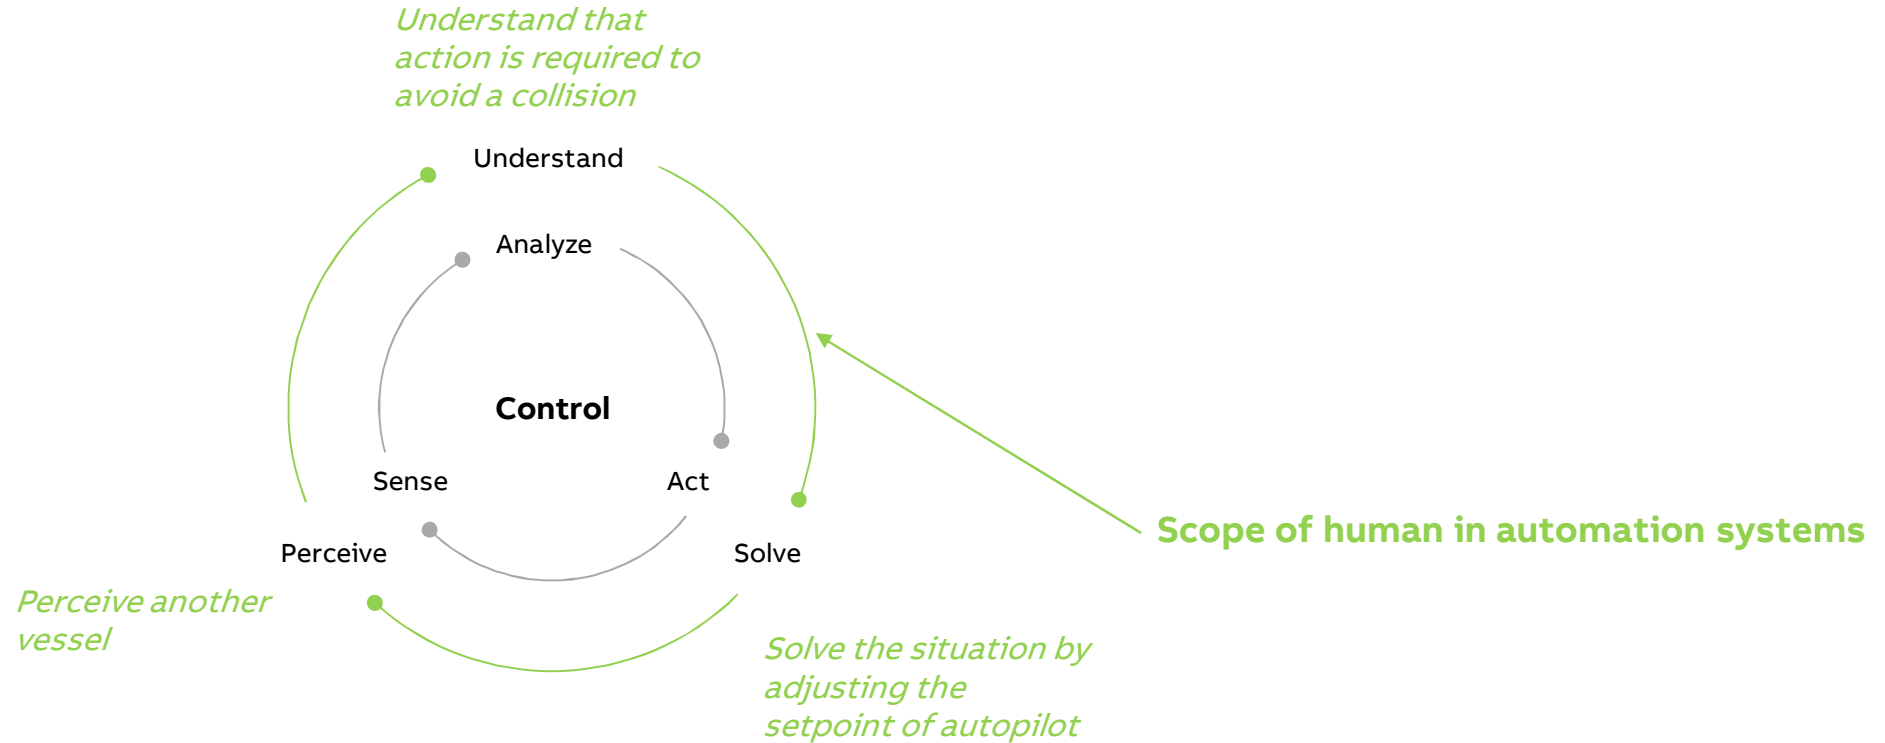 Understand that
action is required to
avoid a collision
Understand
Analyze
Control
Sense
Act
Perceive
Solve
Scope of human in automation systems
Perceive another
vessel
Solve the situation by
adjusting the
setpoint of autopilot